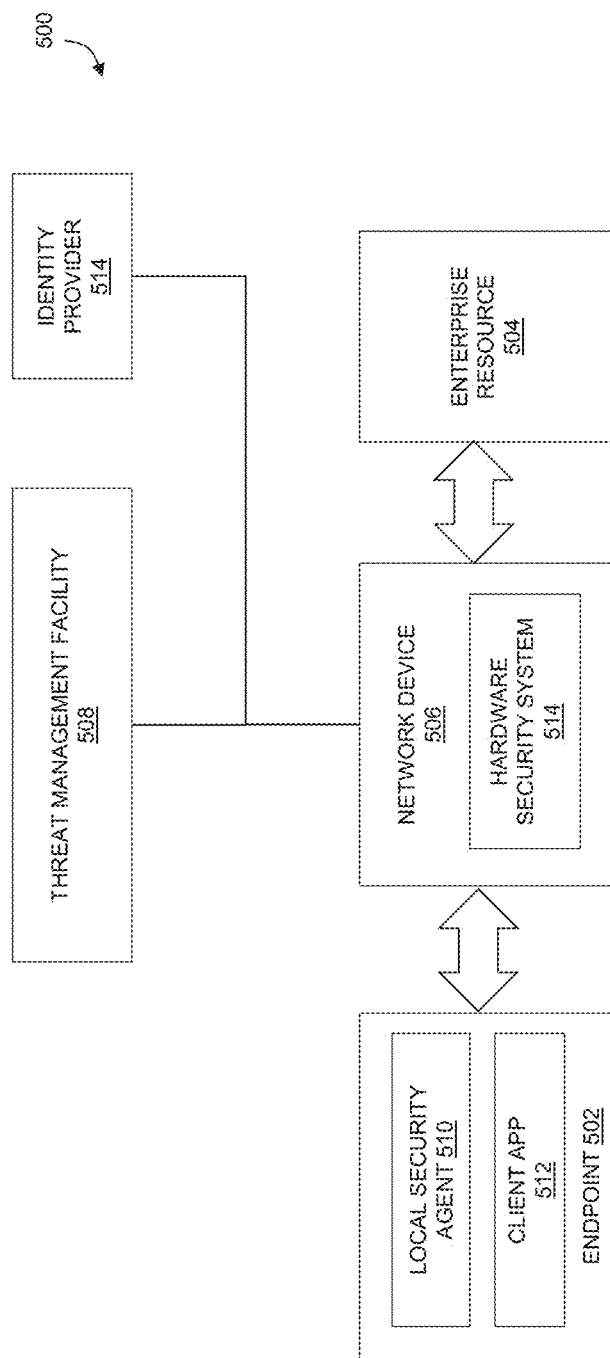 500
THREAT MANAGEMENT FACILITY
508
IDENTITY
PROVIDER
514
LOCAL SECURITY
AGENT 510
CLIENT APP
512
ENDPOINT 502
NETWORK DEVICE
506
HARDWARE
SECURITY SYSTEM
514
ENTERPRISE
RESOURCE
504